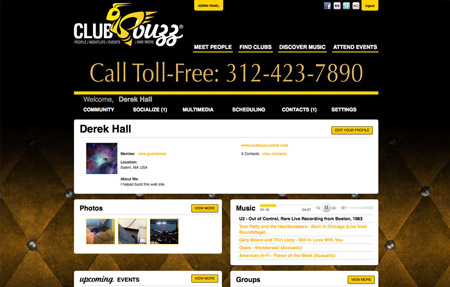 ADMIN PANEL
logout
CLUB Buzz
PEOPLE / NIGHTLIFE / EVENTS / AND MORE
MEET PEOPLE FIND CLUBS DISCOVER MUSIC ATTEND EVENTS
Call Toll-Free: 312-423-7890
Welcome, Derek Hall
COMMUNITY SOCIALIZE (1) MULTIMEDIA SCHEDULING CONTACTS (1) SETTINGS
Derek Hall
EDIT YOUR PROFILE
Member view guestbook
5 Contacts view contacts
Location:
Salem, MA USA
About Me:
I helped build this web site.
Photos
VIEW MORE
Music
VIEW MORE
U2 - Out of Control, Rare Live Recording from Boston, 1983
Tom Petty and the Heartbreakers - Born in Chicago (Live from Soundstage)
Gary Moore and Thin Lizzy - Still In Love With You
Oasis - Wonderwall (Acoustic)
American Hi-Fi - Flavor of the Week (Acoustic)
upcoming EVENTS
VIEW MORE
Groups
VIEW MORE